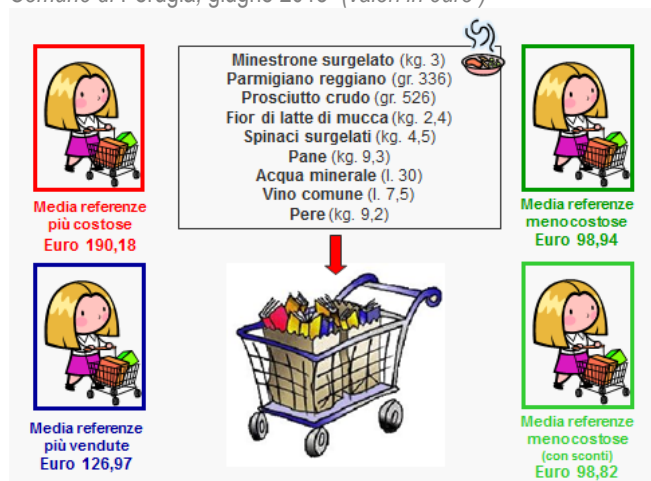 Minestrone surgelato (kg. 3)
Parmigiano reggiano (gr. 336)
Prosciutto crudo (gr. 526)
Fior di latte di mucca (kg. 2,4)
Spinaci surgelati (kg. 4,5)
Pane (kg. 9,3)
Acqua minerale (l. 30)
Vino comune (l. 7,5)
Pere (kg. 9,2)
Media referenze
più costose
Euro 190,18
Media referenze
meno costose
Euro 98,94
Media referenze
più vendute
Euro 126,97
Media referenze
meno costose
(con sconti)
Euro 98,82